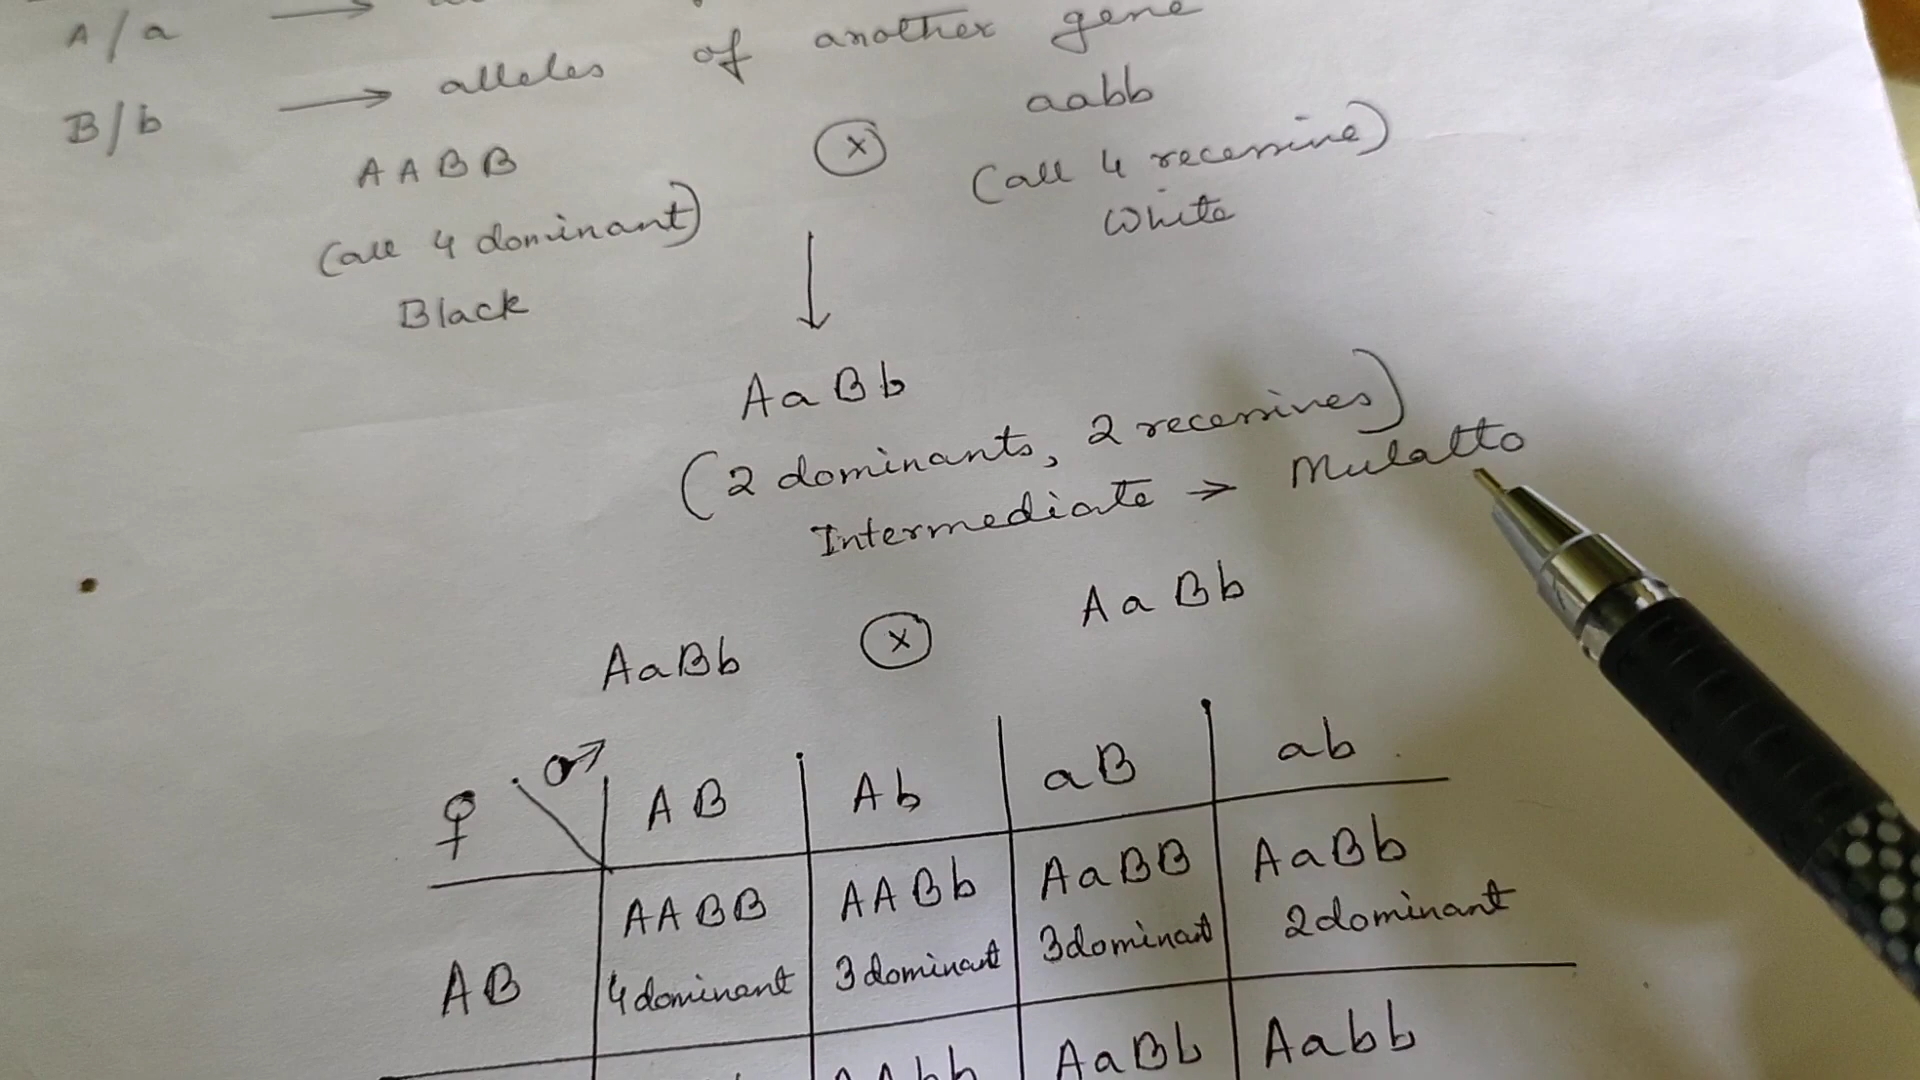 A/a →
B/b → alleles of another gene
AABB × aabb
(all 4 dominant) (all 4 recessive)
Black White
AaBb
(2 dominants, 2 recessives)
Intermediate → Mulatto
AaBb × AaBb
♀ ♂ AB Ab aB ab
AB AABB AABb AaBB AaBb
4 dominant 3 dominant 3 dominant 2 dominant
AaBb Aabb